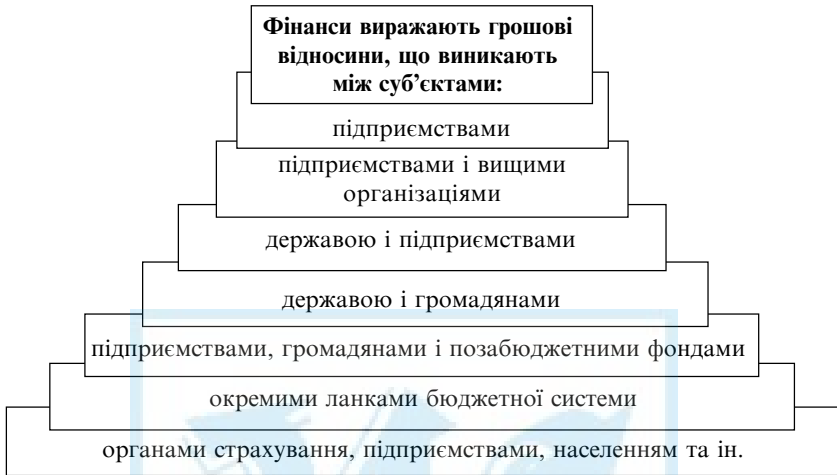 Фінанси виражають грошові
відносини, що виникають
між суб’єктами:
підприємствами
підприємствами і вищими
організаціями
державою і підприємствами
державою і громадянами
підприємствами, громадянами і позабюджетними фондами
окремими ланками бюджетної системи
органами страхування, підприємствами, населенням та ін.